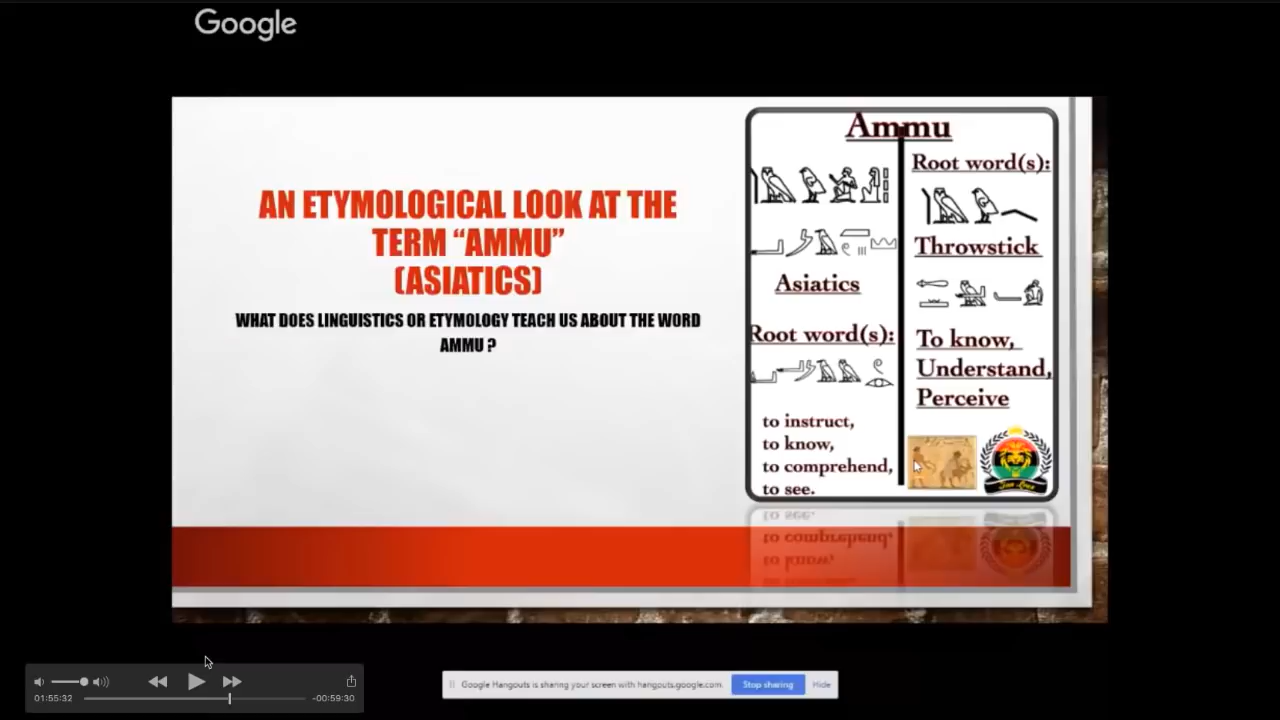 Google
AN ETYMOLOGICAL LOOK AT THE
TERM “AMMU”
(ASIATICS)
WHAT DOES LINGUISTICS OR ETYMOLOGY TEACH US ABOUT THE WORD
AMMU ?
Ammu
Asiatics
Root word(s):
to instruct,
to know,
to comprehend,
to see.
Root word(s):
Throwstick
To know,
Understand,
Perceive
01:55:32
-00:59:30
Google Hangouts is sharing your screen with hangouts.google.com.
Stop sharing
Hide